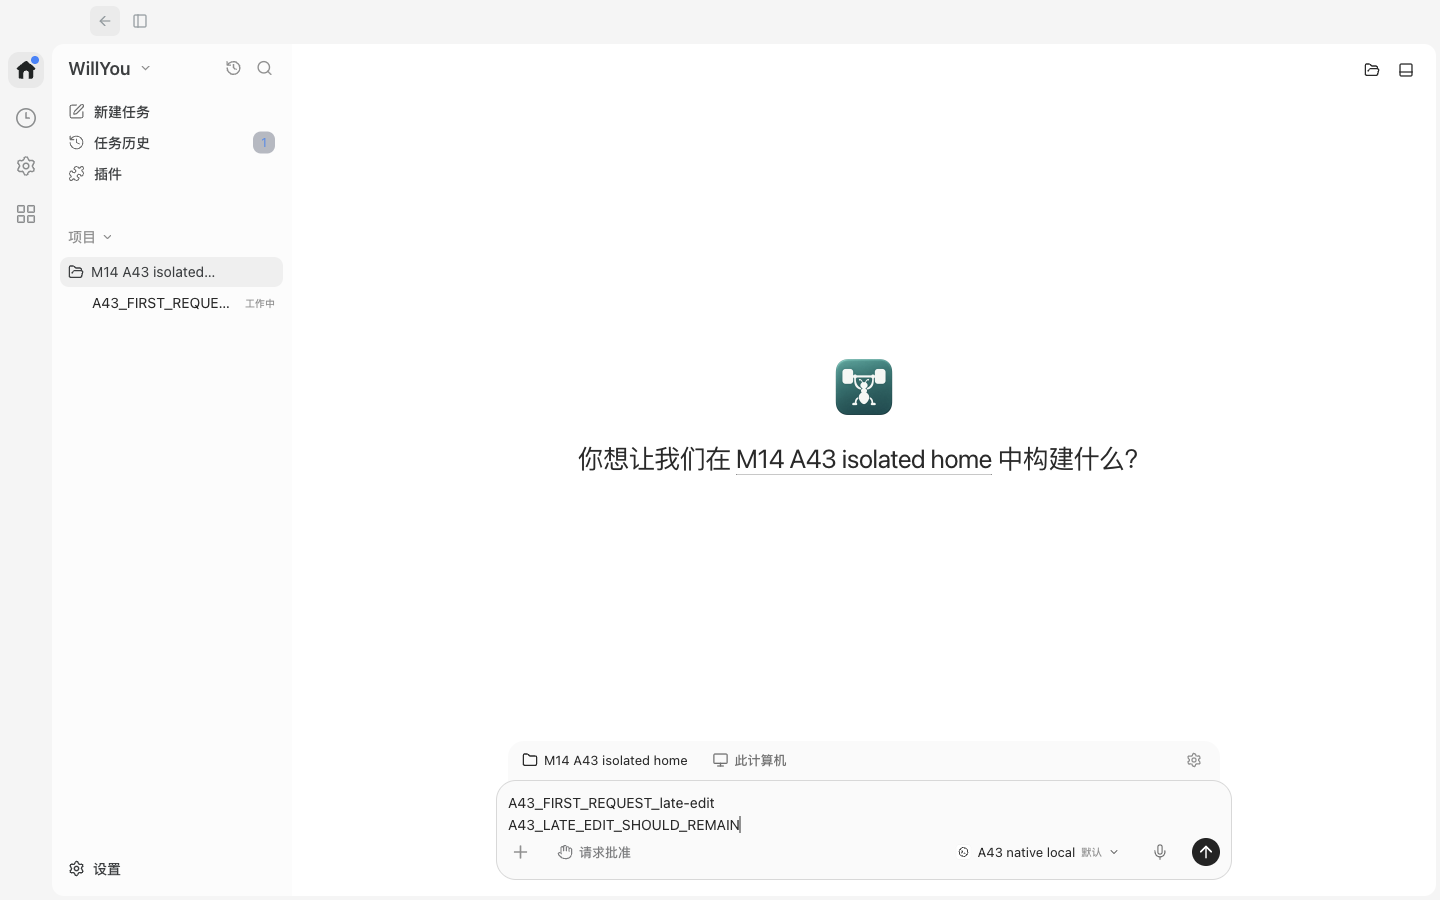 WillYou
新建任务
任务历史
1
插件
项目
M14 A43 isolated...
A43_FIRST_REQUE... 工作中
设置
你想让我们在 M14 A43 isolated home 中构建什么?
M14 A43 isolated home 此计算机
A43_FIRST_REQUEST_late-edit
A43_LATE_EDIT_SHOULD_REMAIN
请求批准 A43 native local 默认